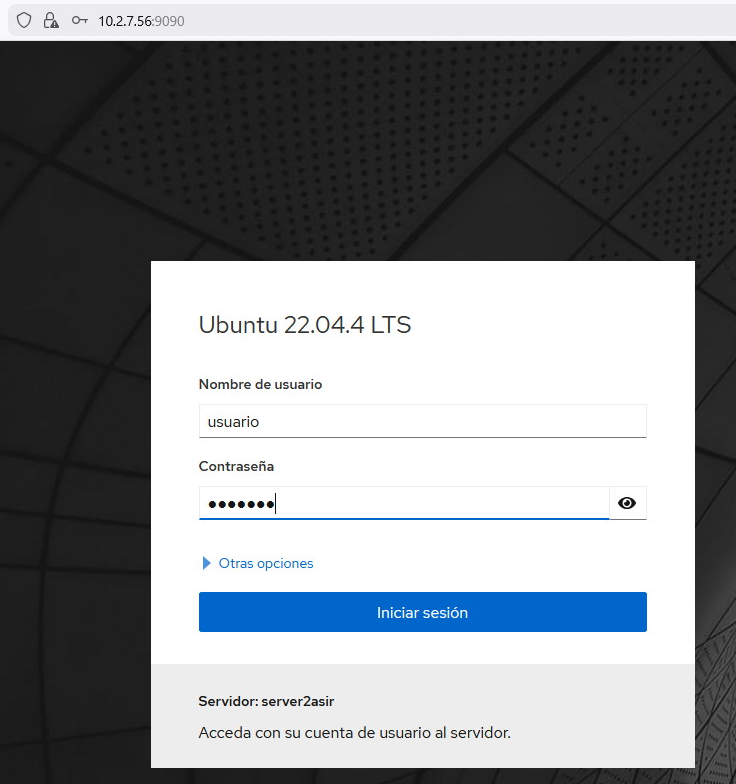 10.2.7.56:9090
Ubuntu 22.04.4 LTS
Nombre de usuario
usuario
Contraseña
●●●●●●●
Otras opciones
Iniciar sesión
Servidor: server2asir
Acceda con su cuenta de usuario al servidor.